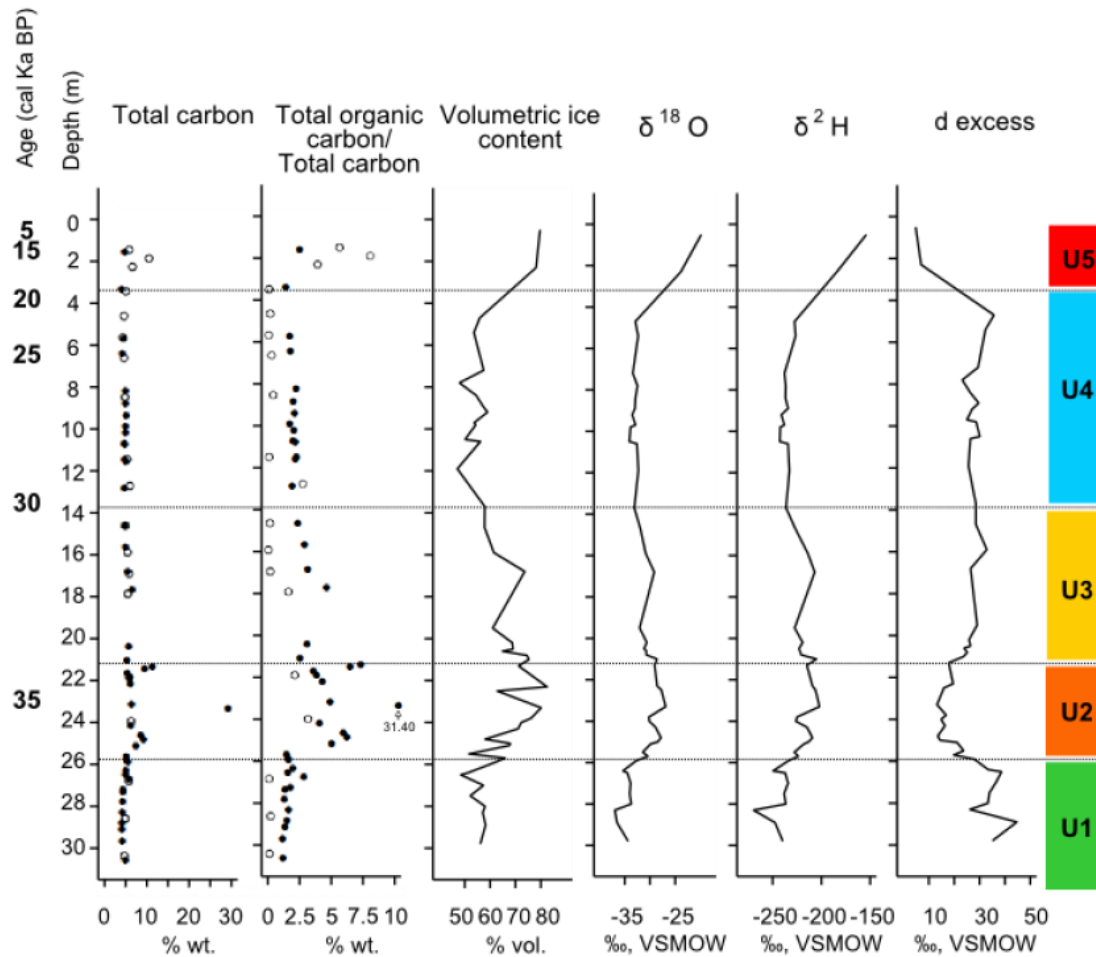 Age (cal Ka BP)
Depth (m)
Total carbon
Total organic
carbon/
Total carbon
Volumetric ice
content
δ 18 O
δ 2 H
d excess
5
15
20
25
30
35
0
2
4
6
8
10
12
14
16
18
20
22
24
26
28
30
31.40
U5
U4
U3
U2
U1
0 10 20 30
0 2.5 5 7.5 10
50 60 70 80
-35 -25
-250 -200 -150
10 30 50
% wt.
% wt.
% vol.
‰, VSMOW
‰, VSMOW
‰, VSMOW